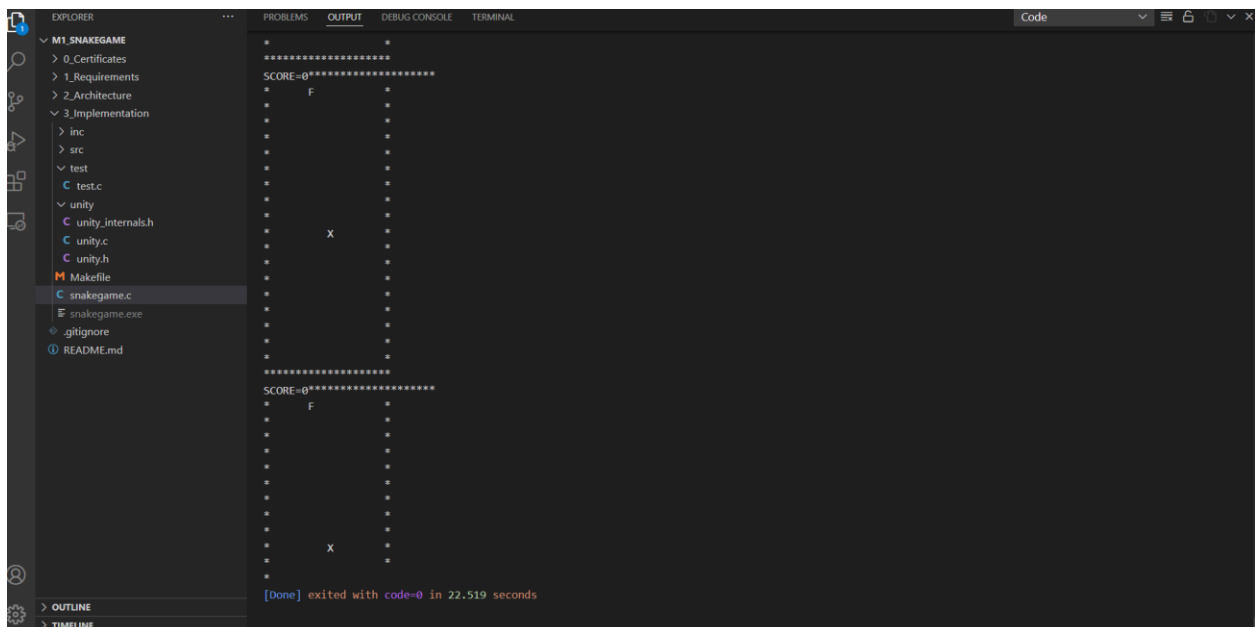 EXPLORER ...
M1_SNAKEGAME
0_Certificates
1_Requirements
2_Architecture
3_Implementation
inc
src
test
C test.c
unity
C unity_internals.h
C unity.c
C unity.h
M Makefile
C snakegame.c
snakegame.exe
.gitignore
README.md
OUTLINE
TIMELINE
1
PROBLEMS OUTPUT DEBUG CONSOLE TERMINAL
Code
*                  *
********************
SCORE=0********************
*      F           *
*                  *
*                  *
*                  *
*                  *
*                  *
*                  *
*                  *
*                  *
*         X        *
*                  *
*                  *
*                  *
*                  *
*                  *
*                  *
*                  *
*                  *
********************
SCORE=0********************
*      F           *
*                  *
*                  *
*                  *
*                  *
*                  *
*                  *
*                  *
*                  *
*         X        *
*                  *
*
[Done] exited with code=0 in 22.519 seconds